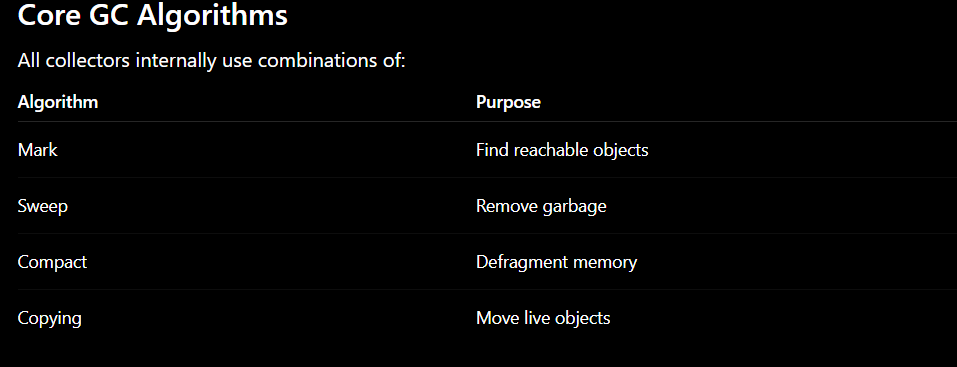 Core GC Algorithms
All collectors internally use combinations of:
Algorithm Purpose
Mark Find reachable objects
Sweep Remove garbage
Compact Defragment memory
Copying Move live objects